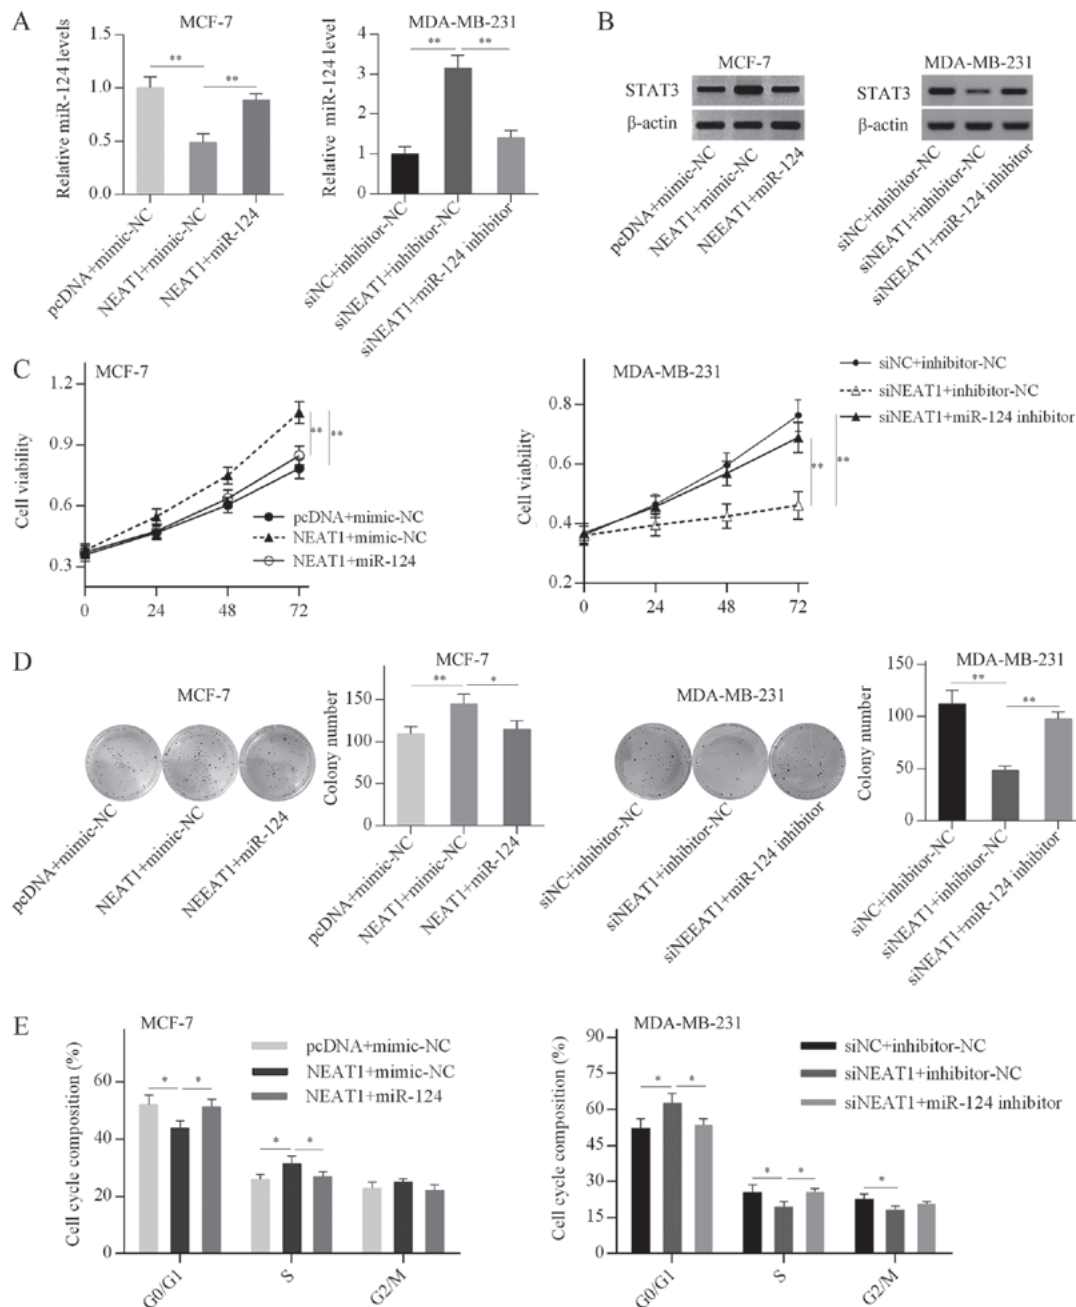 A
MCF-7
Relative miR-124 levels
1.5
1.0
0.5
0.0
**
**
pcDNA+mimic-NC
NEAT1+mimic-NC
NEAT1+miR-124
MDA-MB-231
Relative miR-124 level
4
3
2
1
0
**
**
siNC+inhibitor-NC
siNEAT1+inhibitor-NC
siNEAT1+miR-124 inhibitor
B
MCF-7
STAT3
β-actin
pcDNA+mimic-NC
NEAT1+mimic-NC
NEEAT1+miR-124
MDA-MB-231
STAT3
β-actin
siNC+inhibitor-NC
siNEAT1+inhibitor-NC
siNEEAT1+miR-124 inhibitor
C
MCF-7
Cell viability
1.2
0.9
0.6
0.3
0
24
48
72
**
**
pcDNA+mimic-NC
NEAT1+mimic-NC
NEAT1+miR-124
MDA-MB-231
Cell viability
0.8
0.6
0.4
0.2
0
24
48
72
**
**
siNC+inhibitor-NC
siNEAT1+inhibitor-NC
siNEAT1+miR-124 inhibitor
D
MCF-7
pcDNA+mimic-NC
NEAT1+mimic-NC
NEEAT1+miR-124
MCF-7
Colony number
150
100
50
0
**
*
pcDNA+mimic-NC
NEAT1+mimic-NC
NEAT1+miR-124
MDA-MB-231
siNC+inhibitor-NC
siNEAT1+inhibitor-NC
siNEEAT1+miR-124 inhibitor
MDA-MB-231
Colony number
150
100
50
0
**
**
siNC+inhibitor-NC
siNEAT1+inhibitor-NC
siNEAT1+miR-124 inhibitor
E
MCF-7
Cell cycle composition (%)
60
40
20
0
* *
* *
G0/G1
S
G2/M
pcDNA+mimic-NC
NEAT1+mimic-NC
NEAT1+miR-124
MDA-MB-231
Cell cycle composition (%)
90
75
60
45
30
15
0
* *
* *
*
G0/G1
S
G2/M
siNC+inhibitor-NC
siNEAT1+inhibitor-NC
siNEAT1+miR-124 inhibitor